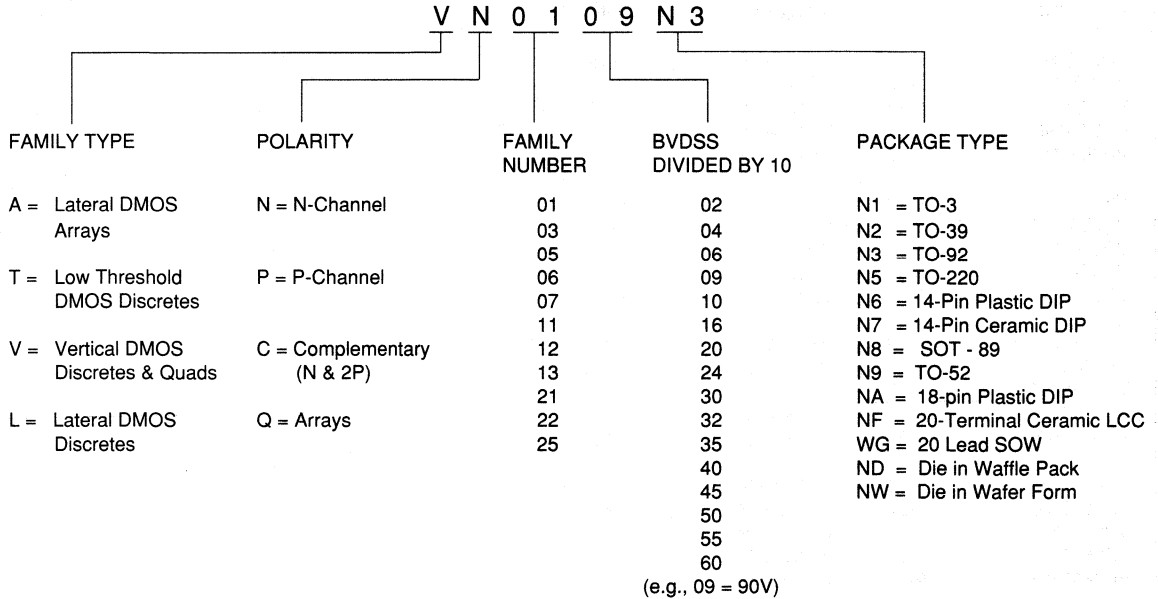 V N 0 1 0 9 N 3
FAMILY TYPE
A = Lateral DMOS
Arrays
T = Low Threshold
DMOS Discretes
V = Vertical DMOS
Discretes & Quads
L = Lateral DMOS
Discretes
POLARITY
N = N-Channel
P = P-Channel
C = Complementary
(N & 2P)
Q = Arrays
FAMILY
NUMBER
01
03
05
06
07
11
12
13
21
22
25
BVDSS
DIVIDED BY 10
02
04
06
09
10
16
20
24
30
32
35
40
45
50
55
60
(e.g., 09 = 90V)
PACKAGE TYPE
N1 = TO-3
N2 = TO-39
N3 = TO-92
N5 = TO-220
N6 = 14-Pin Plastic DIP
N7 = 14-Pin Ceramic DIP
N8 = SOT - 89
N9 = TO-52
NA = 18-pin Plastic DIP
NF = 20-Terminal Ceramic LCC
WG = 20 Lead SOW
ND = Die in Waffle Pack
NW = Die in Wafer Form